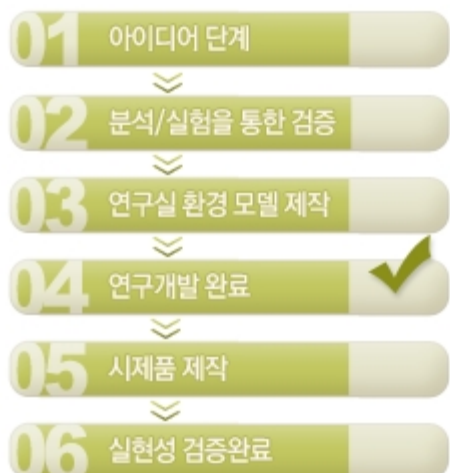 01 아이디어 단계
02 분석/실험을 통한 검증
03 연구실 환경 모델 제작
04 연구개발 완료
05 시제품 제작
06 실현성 검증완료